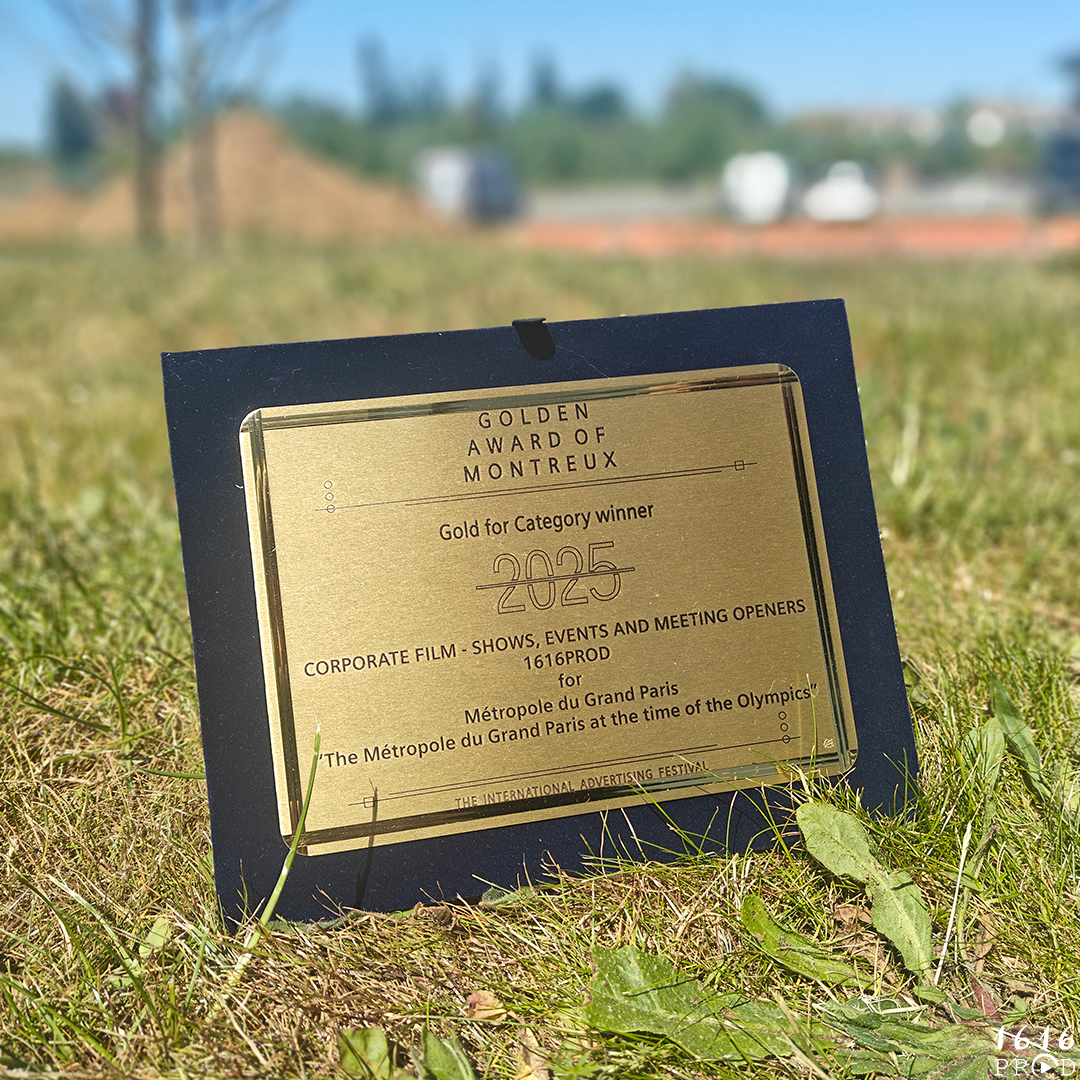 GOLDEN
AWARD OF
MONTREUX
Gold for Category winner
2025
CORPORATE FILM - SHOWS, EVENTS AND MEETING OPENERS
1616PROD
for
Métropole du Grand Paris
"The Métropole du Grand Paris at the time of the Olympics"
THE INTERNATIONAL ADVERTISING FESTIVAL
1616
PROD